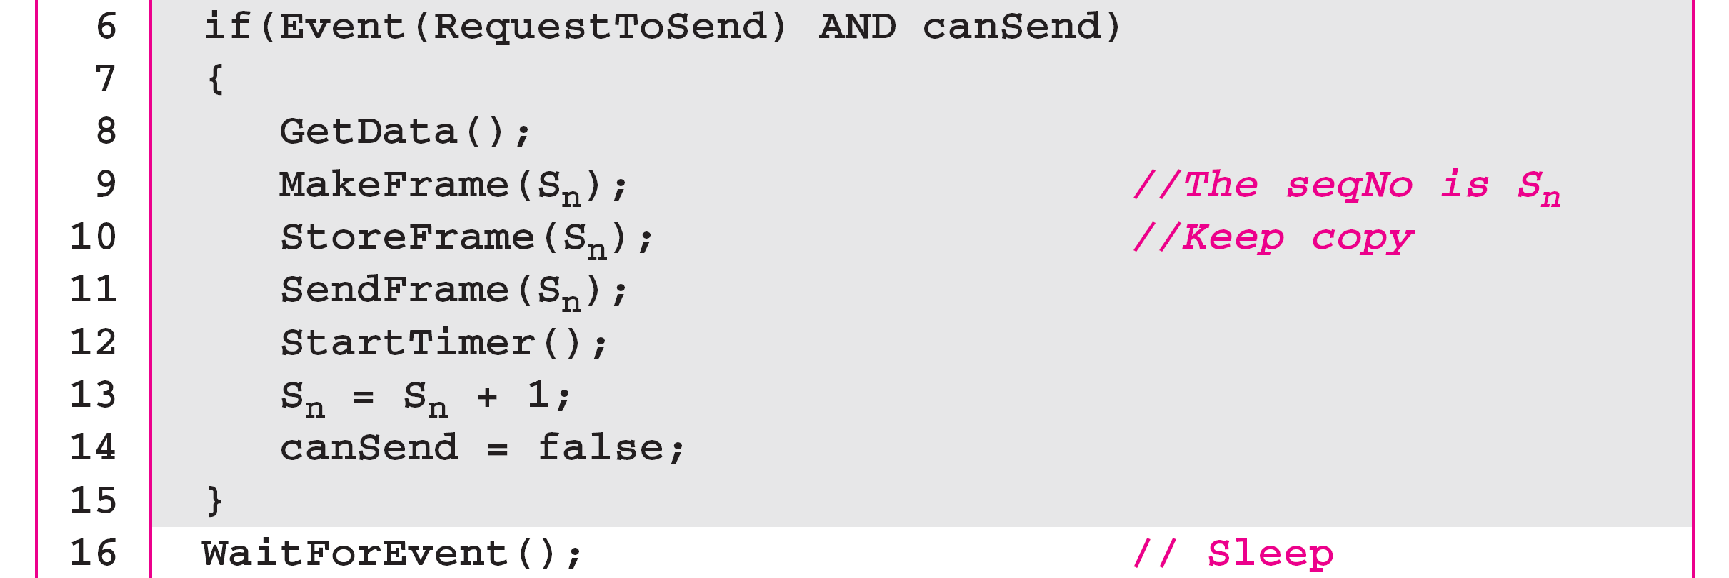 6 if(Event(RequestToSend) AND canSend)
7 {
8 GetData();
9 MakeFrame(Sn); //The seqNo is Sn
10 StoreFrame(Sn); //Keep copy
11 SendFrame(Sn);
12 StartTimer();
13 Sn = Sn + 1;
14 canSend = false;
15 }
16 WaitForEvent(); // Sleep